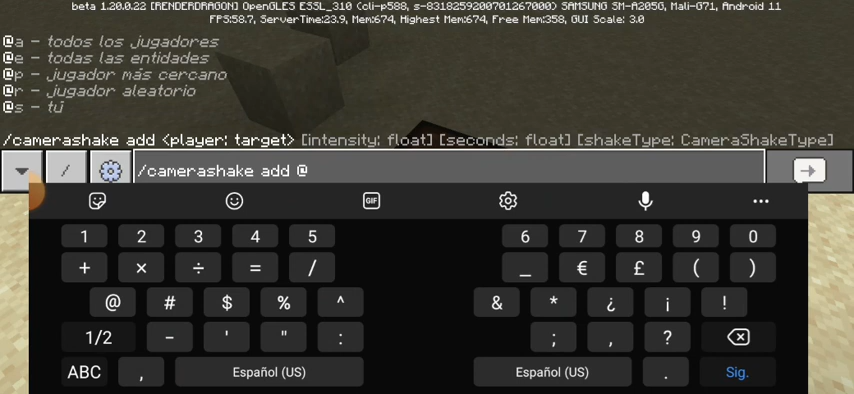 beta 1.20.0.22 [RENDERDRAGON] OpenGLES ESSL_310 (cli-p588, s-8318259200701267000) SAMSUNG SM-A205G, Mali-G71, Android 11
FPS:58.7, ServerTime:23.9, Mem:674, Highest Mem:674, Free Mem:358, GUI Scale: 3.0
@a - todos los jugadores
@e - todas las entidades
@p - jugador más cercano
@r - jugador aleatorio
@s - tú
/camerashake add <player: target> [intensity: float] [seconds: float] [shakeType: CameraShakeType]
/ /camerashake add @
GIF
1 2 3 4 5 6 7 8 9 0
+ × ÷ = / _ € £ ( )
@ # $ % ^ & * ¿ ¡ !
1/2 - ' " : ; , ?
ABC , Español (US) Español (US) . Sig.